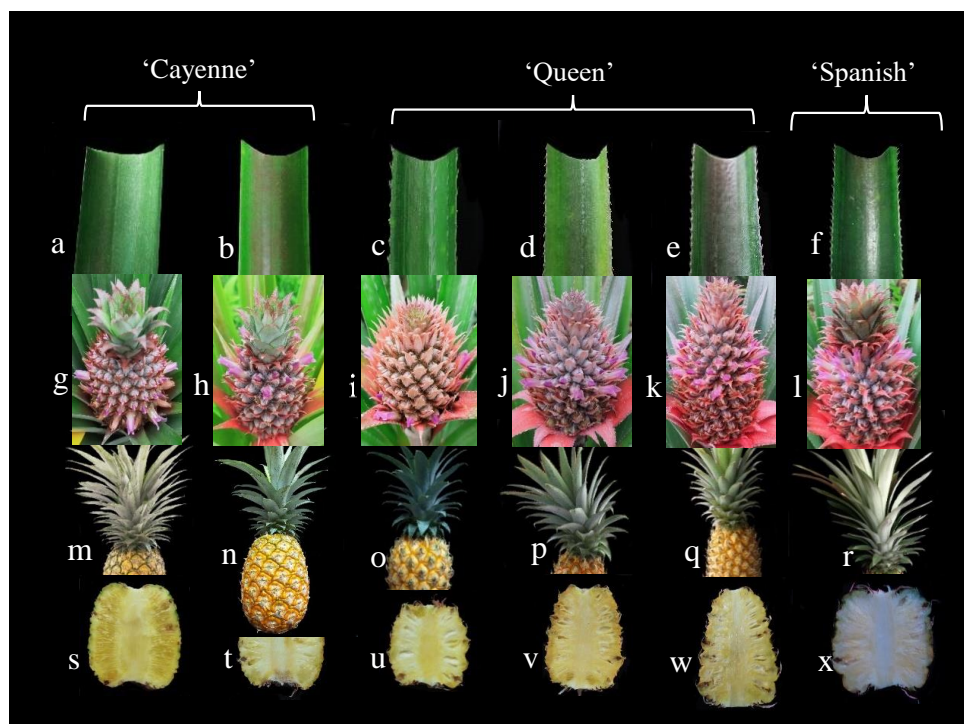 ‘Cayenne’ ‘Queen’ ‘Spanish’
a b c d e f
g h i j k l
m n o p q r
s t u v w x